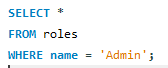 SELECT *
FROM roles
WHERE name = 'Admin';